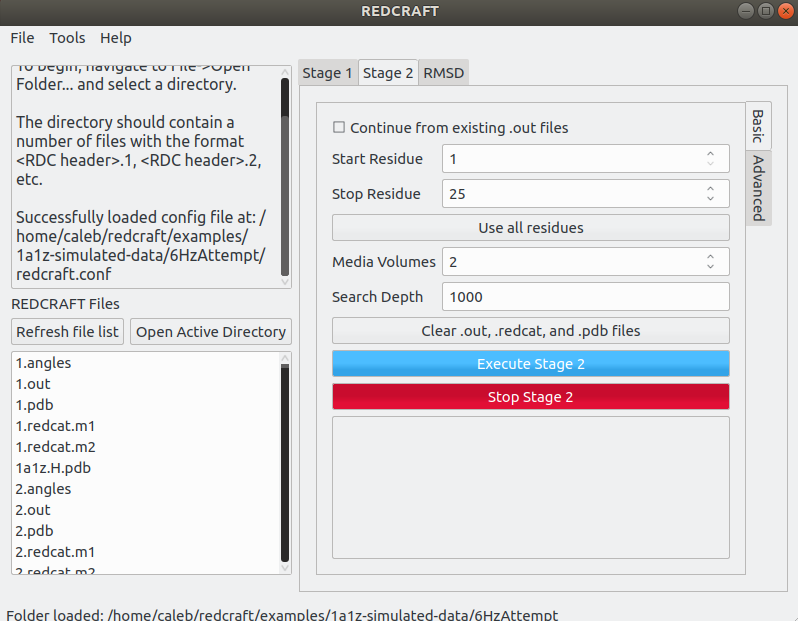 REDCRAFT
File Tools Help
To begin, navigate to File->Open
Folder... and select a directory.
The directory should contain a
number of files with the format
<RDC header>.1, <RDC header>.2,
etc.
Successfully loaded config file at: /
home/caleb/redcraft/examples/
1a1z-simulated-data/6HzAttempt/
redcraft.conf
REDCRAFT Files
Refresh file list Open Active Directory
1.angles
1.out
1.pdb
1.redcat.m1
1.redcat.m2
1a1z.H.pdb
2.angles
2.out
2.pdb
2.redcat.m1
2.redcat.m2
Stage 1 Stage 2 RMSD
Continue from existing .out files
Start Residue 1
Stop Residue 25
Use all residues
Media Volumes 2
Search Depth 1000
Clear .out, .redcat, and .pdb files
Execute Stage 2
Stop Stage 2
Basic
Advanced
Folder loaded: /home/caleb/redcraft/examples/1a1z-simulated-data/6HzAttempt